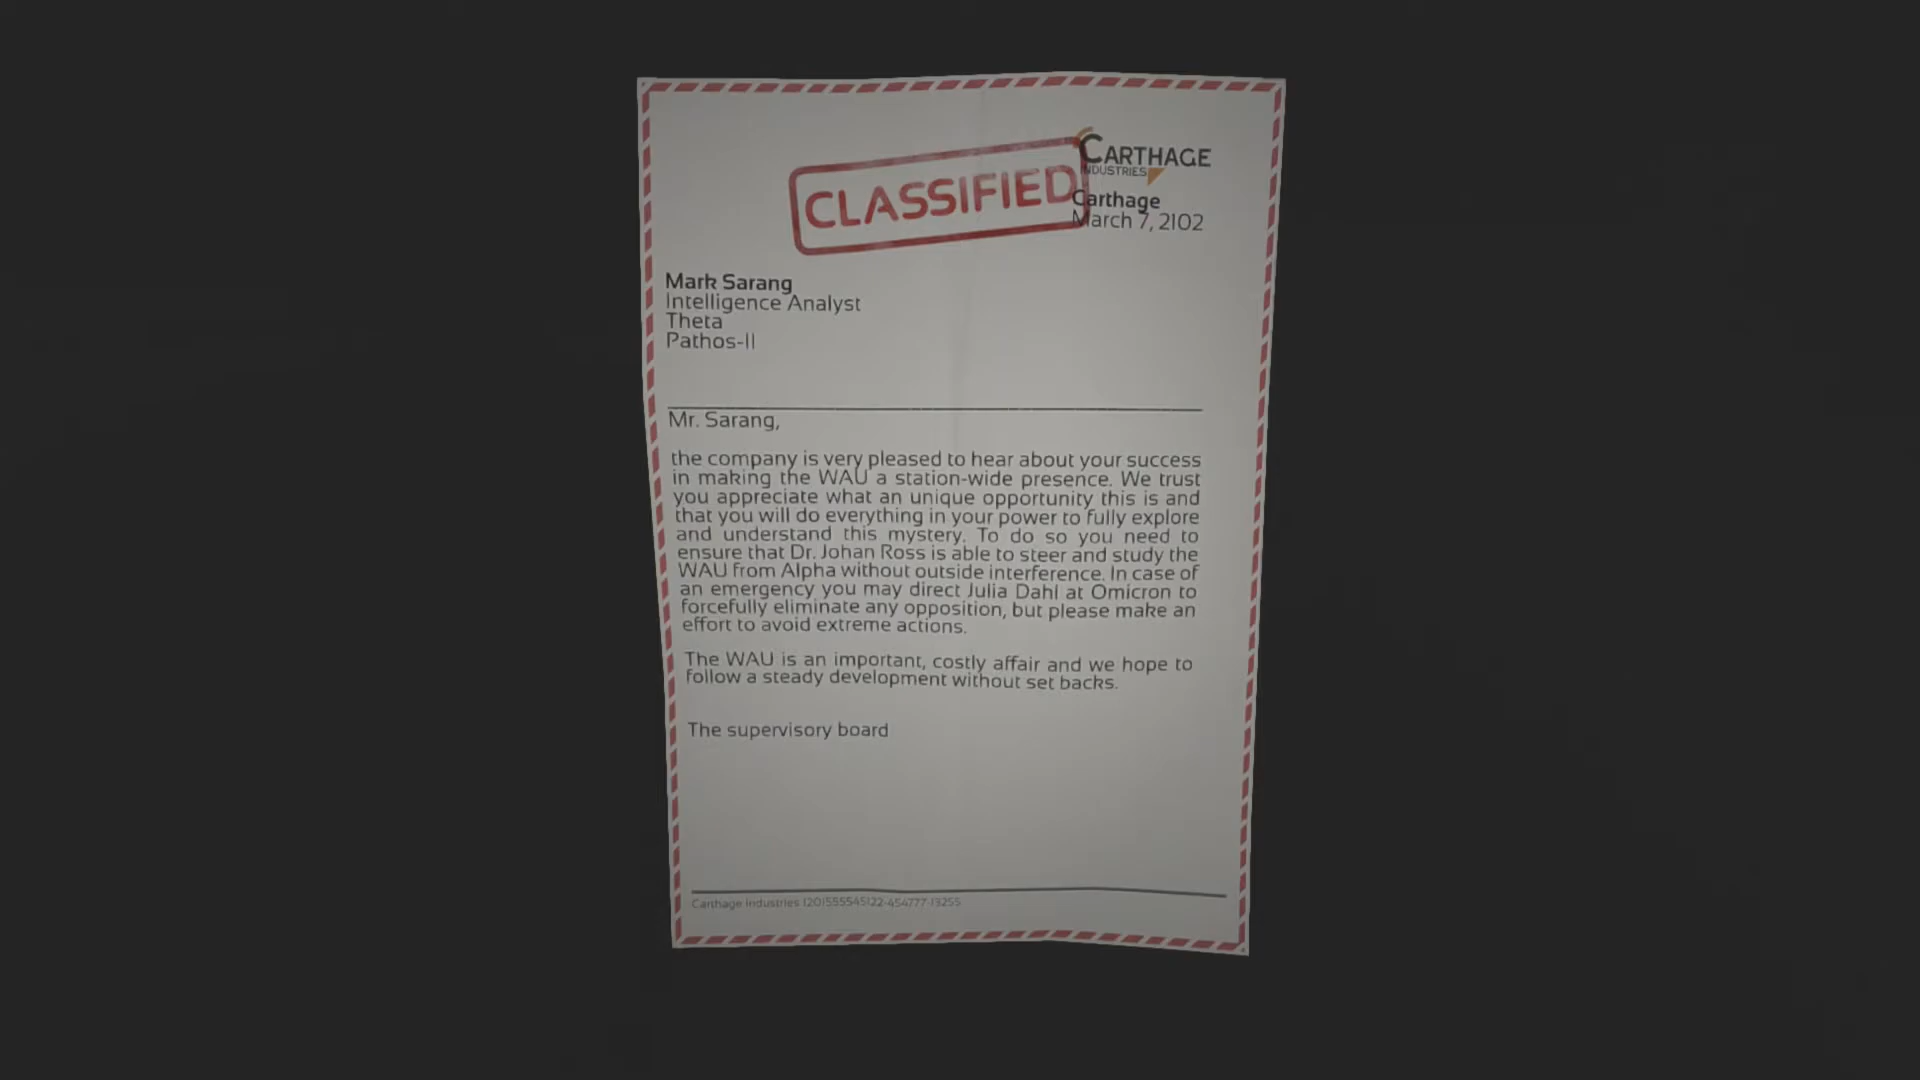 CARTHAGE
INDUSTRIES
CLASSIFIED
Carthage
March 7, 2102
Mark Sarang
Intelligence Analyst
Theta
Pathos-II
Mr. Sarang,
the company is very pleased to hear about your success
in making the WAU a station-wide presence. We trust
you appreciate what an unique opportunity this is and
that you will do everything in your power to fully explore
and understand this mystery. To do so you need to
ensure that Dr. Johan Ross is able to steer and study the
WAU from Alpha without outside interference. In case of
an emergency you may direct Julia Dahl at Omicron to
forcefully eliminate any opposition, but please make an
effort to avoid extreme actions.
The WAU is an important, costly affair and we hope to
follow a steady development without set backs.
The supervisory board
Carthage Industries